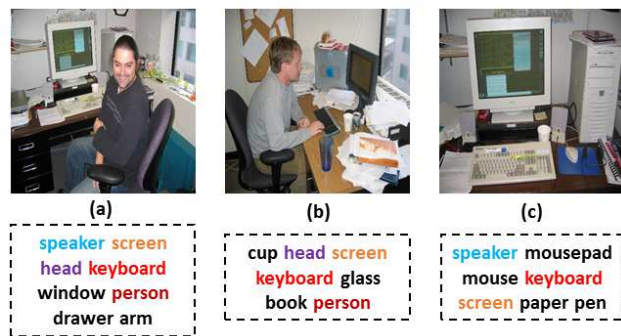 (a)
speaker screen
head keyboard
window person
drawer arm
(b)
cup head screen
keyboard glass
book person
(c)
speaker mousepad
mouse keyboard
screen paper pen